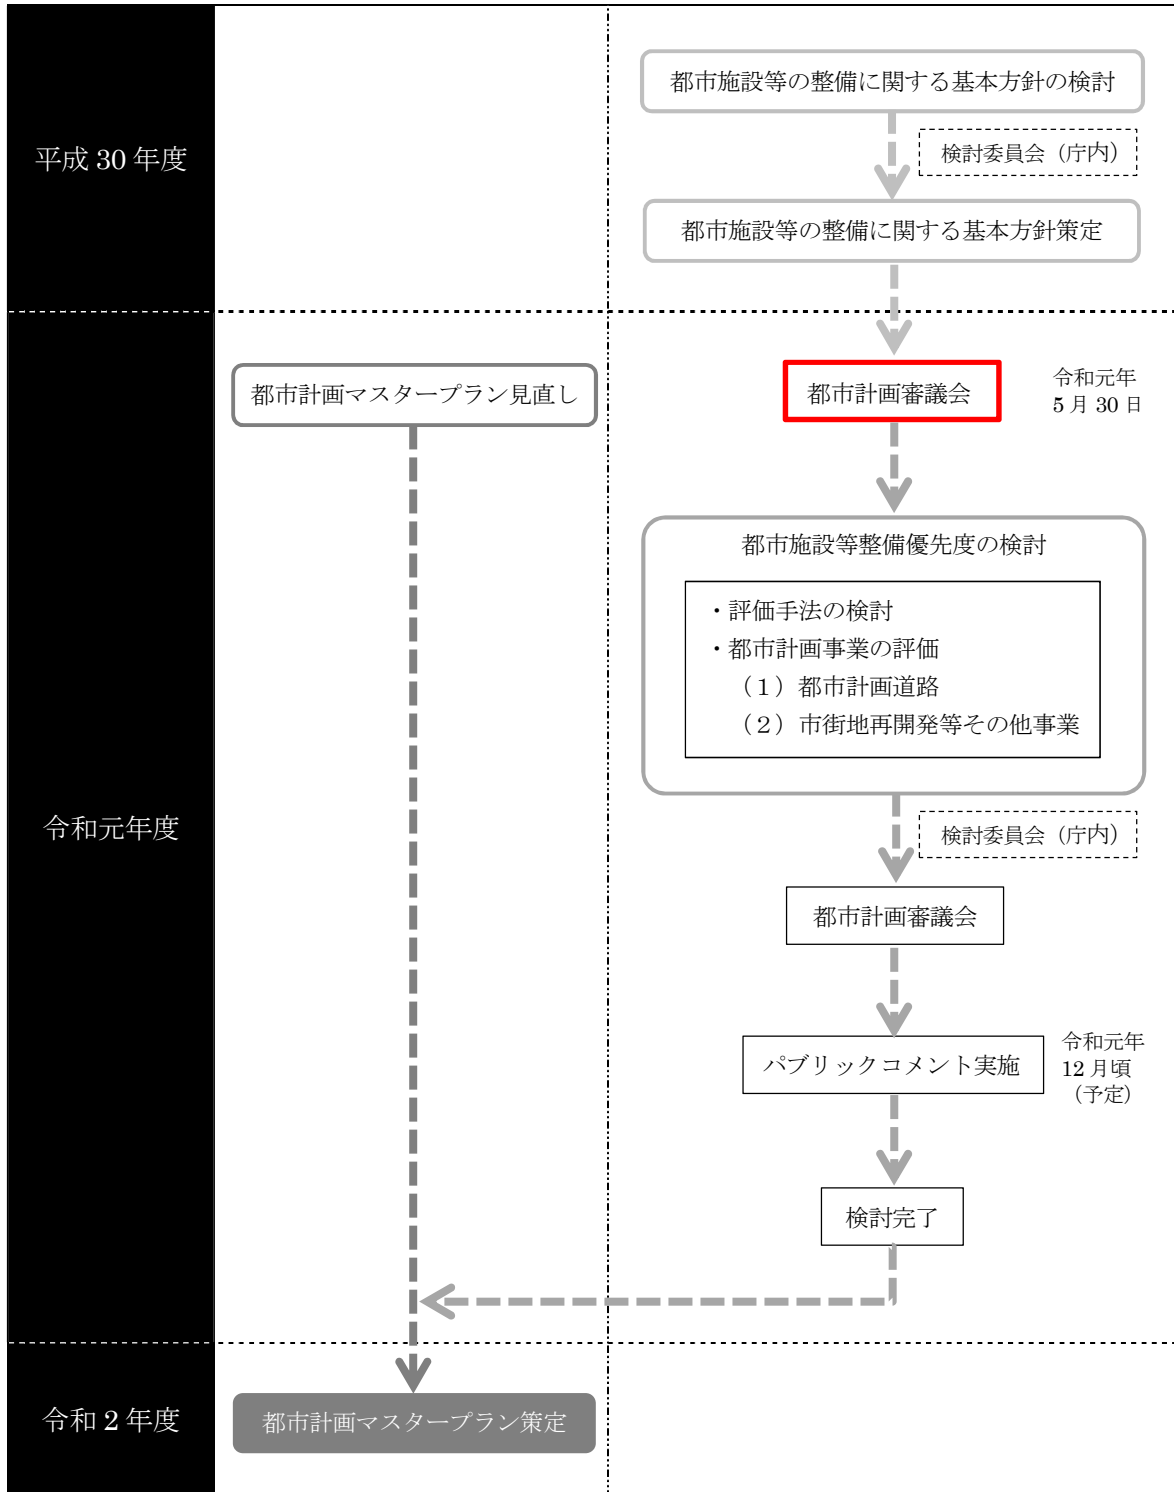 平成 30 年度
都市施設等の整備に関する基本方針の検討
検討委員会（庁内）
都市施設等の整備に関する基本方針策定
令和元年度
都市計画マスタープラン見直し
都市計画審議会
令和元年
5 月 30 日
都市施設等整備優先度の検討
・評価手法の検討
・都市計画事業の評価
（１）都市計画道路
（２）市街地再開発等その他事業
検討委員会（庁内）
都市計画審議会
パブリックコメント実施
令和元年
12 月頃
（予定）
検討完了
令和 2 年度
都市計画マスタープラン策定